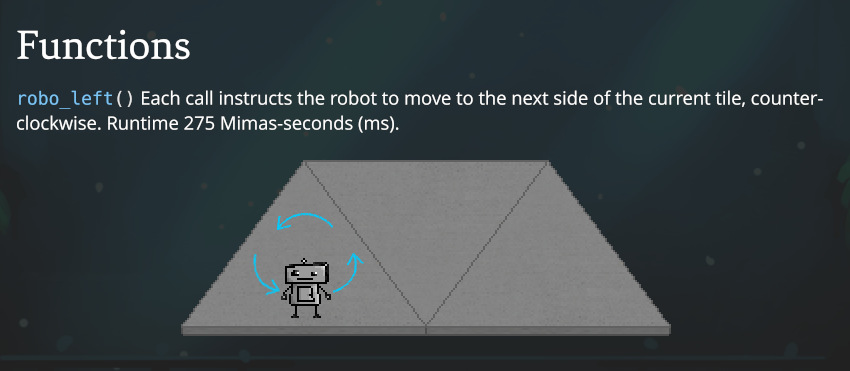 Functions
robo_left() Each call instructs the robot to move to the next side of the current tile, counter-
clockwise. Runtime 275 Mimas-seconds (ms).